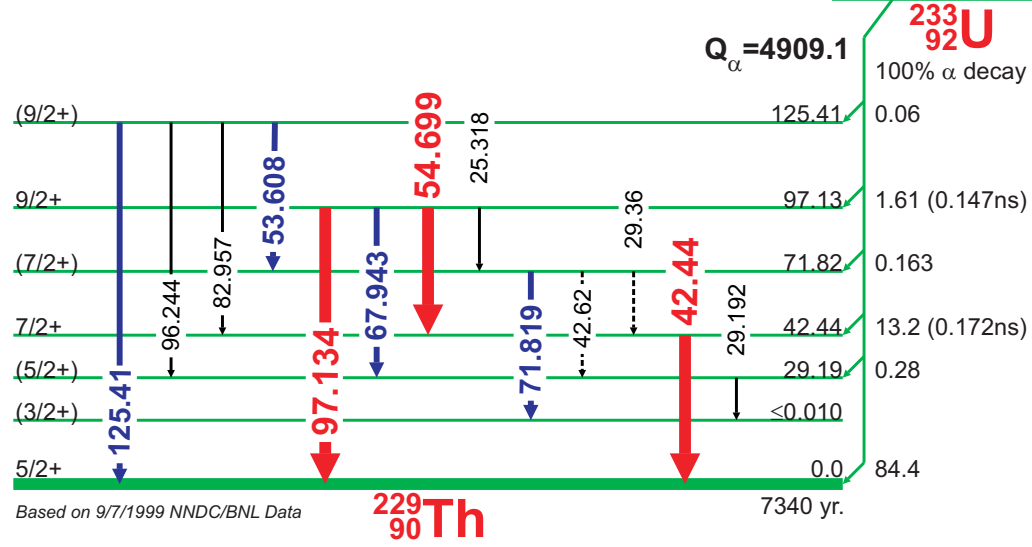 233
92 U
Qα=4909.1
100% α decay
(9/2+) 125.41 0.06
54.699
25.318
53.608
9/2+ 97.13 1.61 (0.147ns)
29.36
82.957
(7/2+) 71.82 0.163
67.943
42.44
96.244
7/2+ 42.44 13.2 (0.172ns)
42.62
29.192
97.134
71.819
(5/2+) 29.19 0.28
125.41
(3/2+) <0.010
5/2+ 0.0 84.4
Based on 9/7/1999 NNDC/BNL Data
229
90 Th
7340 yr.